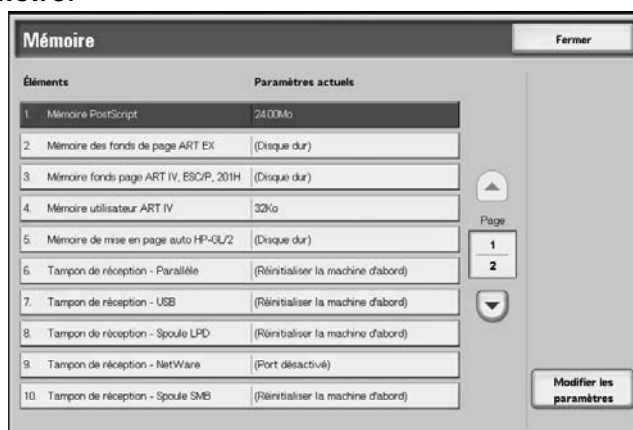 Mémoire
Fermer
Éléments Paramètres actuels
1. Mémoire PostScript 24.00Mo
2. Mémoire des fonds de page ART EX (Disque dur)
3. Mémoire fonds page ART IV, ESC/P, 201H (Disque dur)
4. Mémoire utilisateur ART IV 32Ko
5. Mémoire de mise en page auto HP-GL/2 (Disque dur)
6. Tampon de réception - Parallèle (Réinitialiser la machine d'abord)
7. Tampon de réception - USB (Réinitialiser la machine d'abord)
8. Tampon de réception - Spoule LPD (Réinitialiser la machine d'abord)
9. Tampon de réception - NetWare (Port désactivé)
10. Tampon de réception - Spoule SMB (Réinitialiser la machine d'abord)
Page
1
2
Modifier les
paramètres